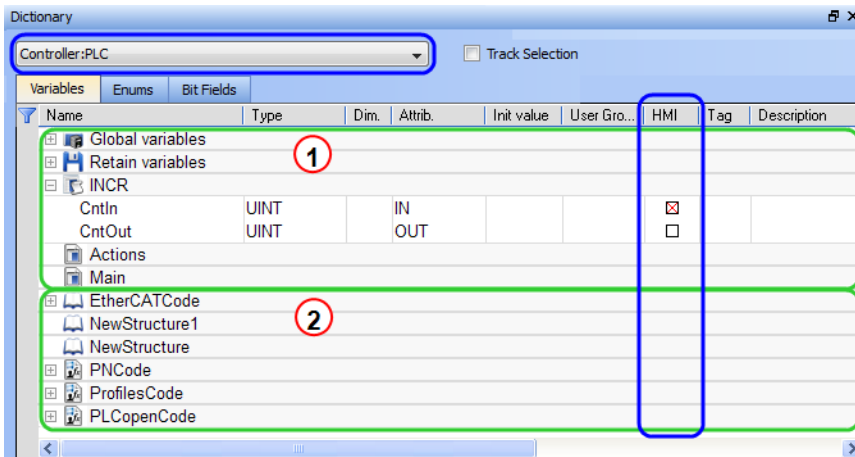 Dictionary
Controller:PLC
Track Selection
Variables Enums Bit Fields
Name Type Dim. Attrib. Init value User Gro... HMI Tag Description
Global variables
Retain variables
1
INCR
CntIn UINT IN
CntOut UINT OUT
Actions
Main
EtherCATCode
NewStructure1
2
NewStructure
PNCode
ProfilesCode
PLCopenCode